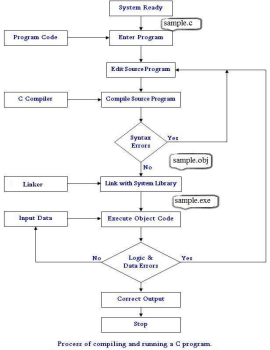 System Ready
sample.c
Program Code
Enter Program
Edit Source Program
C Compiler
Compile Source Program
Syntax
Errors
Yes
No
sample.obj
Linker
Link with System Library
sample.exe
Input Data
Execute Object Code
No
Logic &
Data Errors
Yes
Correct Output
Stop
Process of compiling and running a C program.